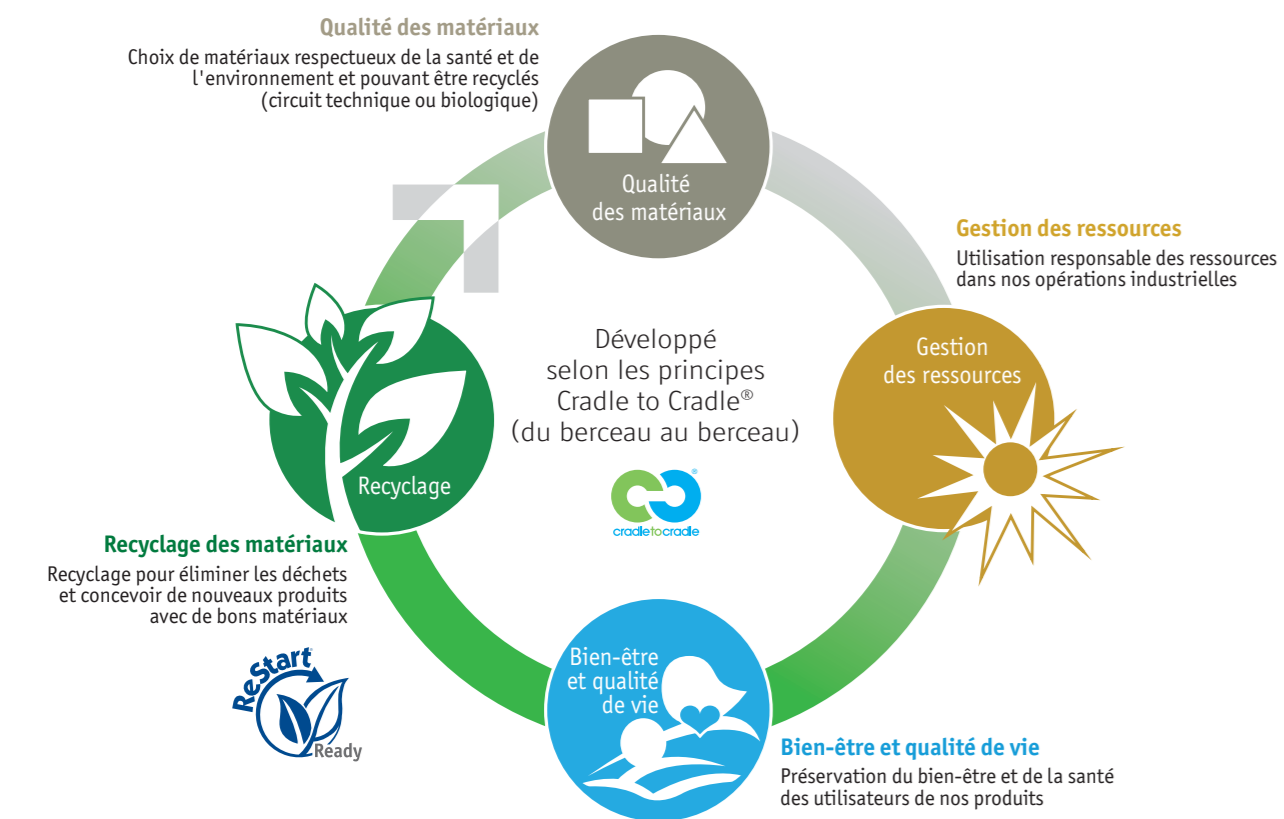 Qualité des matériaux
Choix de matériaux respectueux de la santé et de
l'environnement et pouvant être recyclés
(circuit technique ou biologique)
Qualité
des matériaux
Gestion des ressources
Utilisation responsable des ressources
dans nos opérations industrielles
Gestion
des ressources
Développé
selon les principes
Cradle to Cradle®
(du berceau au berceau)
®
cradletocradle
Recyclage
Recyclage des matériaux
Recyclage pour éliminer les déchets
et concevoir de nouveaux produits
avec de bons matériaux
ReStart
Ready
Bien-être
et qualité
de vie
Bien-être et qualité de vie
Préservation du bien-être et de la santé
des utilisateurs de nos produits